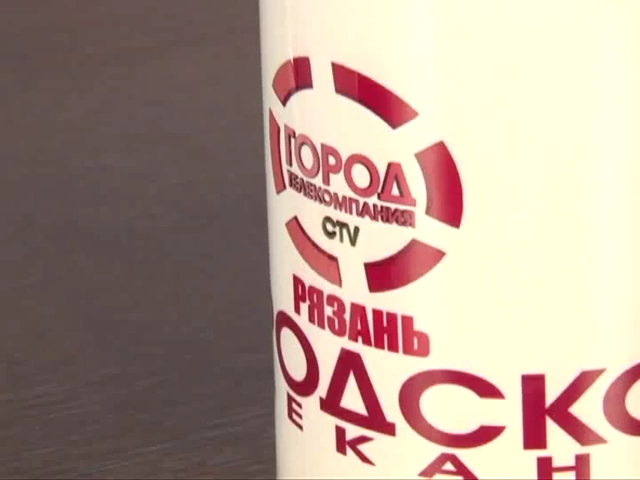 ГОРОД
ТЕЛЕКОМПАНИЯ
CTV
РЯЗАНЬ
ОДСКО
Е К А Н